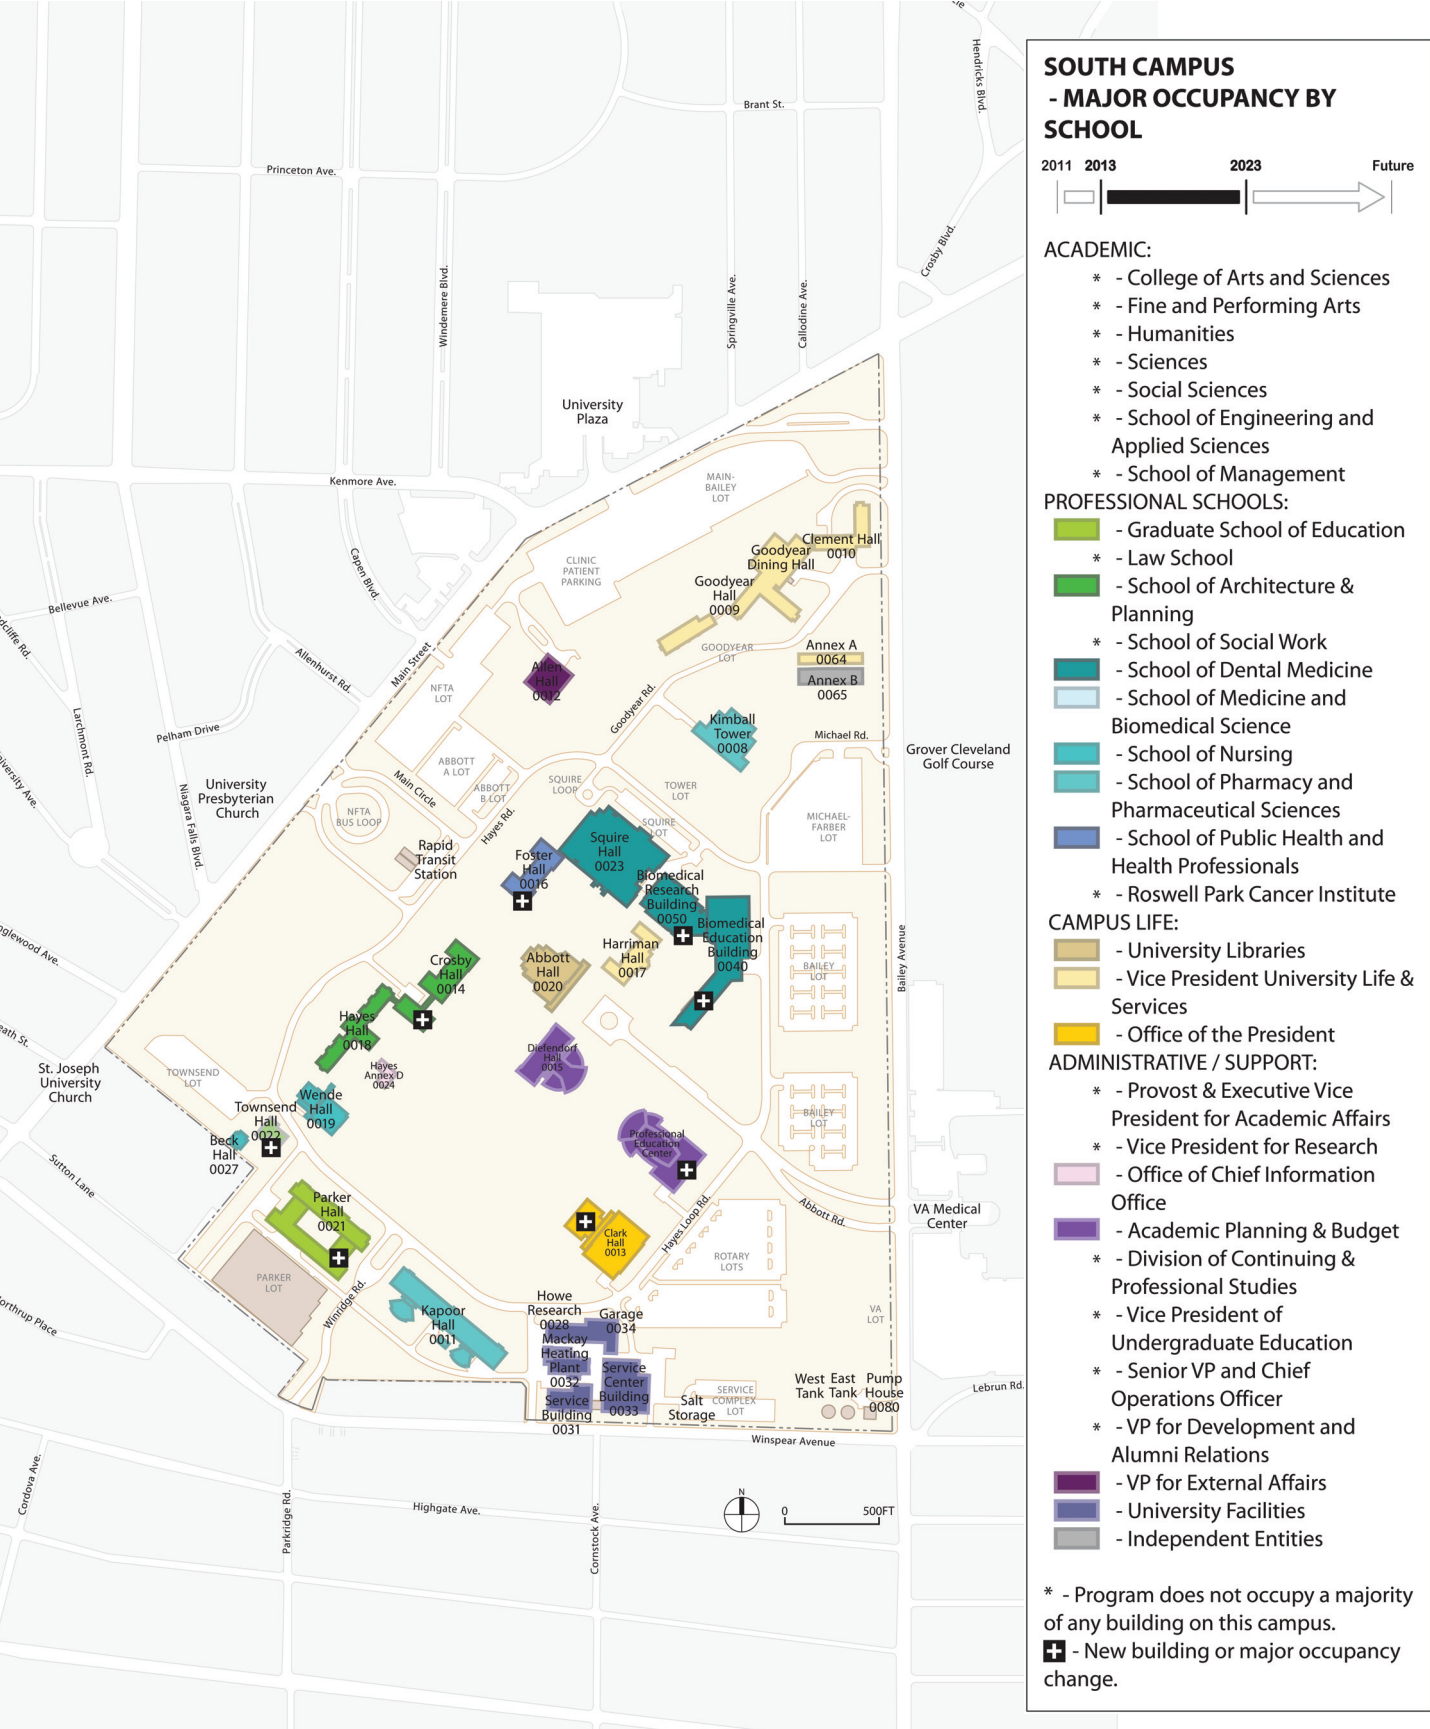 SOUTH CAMPUS
- MAJOR OCCUPANCY BY
SCHOOL
2011
2013
2023
Future
ACADEMIC:
* - College of Arts and Sciences
* - Fine and Performing Arts
* - Humanities
* - Sciences
* - Social Sciences
* - School of Engineering and
Applied Sciences
* - School of Management
PROFESSIONAL SCHOOLS:
- Graduate School of Education
* - Law School
- School of Architecture &
Planning
* - School of Social Work
- School of Dental Medicine
- School of Medicine and
Biomedical Science
- School of Nursing
- School of Pharmacy and
Pharmaceutical Sciences
- School of Public Health and
Health Professionals
* - Roswell Park Cancer Institute
CAMPUS LIFE:
- University Libraries
- Vice President University Life &
Services
- Office of the President
ADMINISTRATIVE / SUPPORT:
* - Provost & Executive Vice
President for Academic Affairs
* - Vice President for Research
- Office of Chief Information
Office
- Academic Planning & Budget
* - Division of Continuing &
Professional Studies
* - Vice President of
Undergraduate Education
* - Senior VP and Chief
Operations Officer
* - VP for Development and
Alumni Relations
- VP for External Affairs
- University Facilities
- Independent Entities
* - Program does not occupy a majority
of any building on this campus.
- New building or major occupancy
change.
Hendricks Blvd.
Brant St.
Princeton Ave.
Crosby Blvd.
Windemere Blvd.
Springville Ave.
Callodine Ave.
University
Plaza
Kenmore Ave.
MAIN-
BAILEY
LOT
Clement Hall
0010
Goodyear
Dining Hall
CLINIC
PATIENT
PARKING
Goodyear
Hall
0009
Capen Blvd.
Bellevue Ave.
Main Street
Allenhurst Rd.
GOODYEAR
LOT
Annex A
0064
Annex B
0065
Allen
Hall
0012
NFTA
LOT
Goodyear Rd.
Kimball
Tower
0008
Michael Rd.
Larchmont Rd.
Pelham Drive
Grover Cleveland
Golf Course
ABBOTT
A LOT
ABBOTT
B LOT
Main Circle
SQUIRE
LOOP
TOWER
LOT
University
Presbyterian
Church
Niagara Falls Blvd.
NFTA
BUS LOOP
Hayes Rd.
SQUIRE
LOT
MICHAEL-
FARBER
LOT
Rapid
Transit
Station
Squire
Hall
0023
Foster
Hall
0016
Biomedical
Research
Building
0050
Biomedical
Education
Building
0040
Harriman
Hall
0017
Abbott
Hall
0020
Crosby
Hall
0014
Bailey Avenue
BAILEY
LOT
Hayes
Hall
0018
Diefendorf
Hall
0015
Hayes
Annex D
0024
St. Joseph
University
Church
TOWNSEND
LOT
Wende
Hall
0019
Townsend
Hall
0022
Beck
Hall
0027
BAILEY
LOT
Professional
Education
Center
Sutton Lane
Parker
Hall
0021
Abbott Rd.
VA Medical
Center
Hayes Loop Rd.
Clark
Hall
0013
ROTARY
LOTS
PARKER
LOT
Winridge Rd.
Kapoor
Hall
0011
Howe
Research
0028
Garage
0034
VA
LOT
Mackay
Heating
Plant
0032
Service
Center
Building
0033
Service
Building
0031
Salt
Storage
SERVICE
COMPLEX
LOT
West
Tank
East
Tank
Pump
House
0080
Lebrun Rd.
Winspear Avenue
Cordova Ave.
Parkridge Rd.
Highgate Ave.
Cornstock Ave.
N
0
500FT